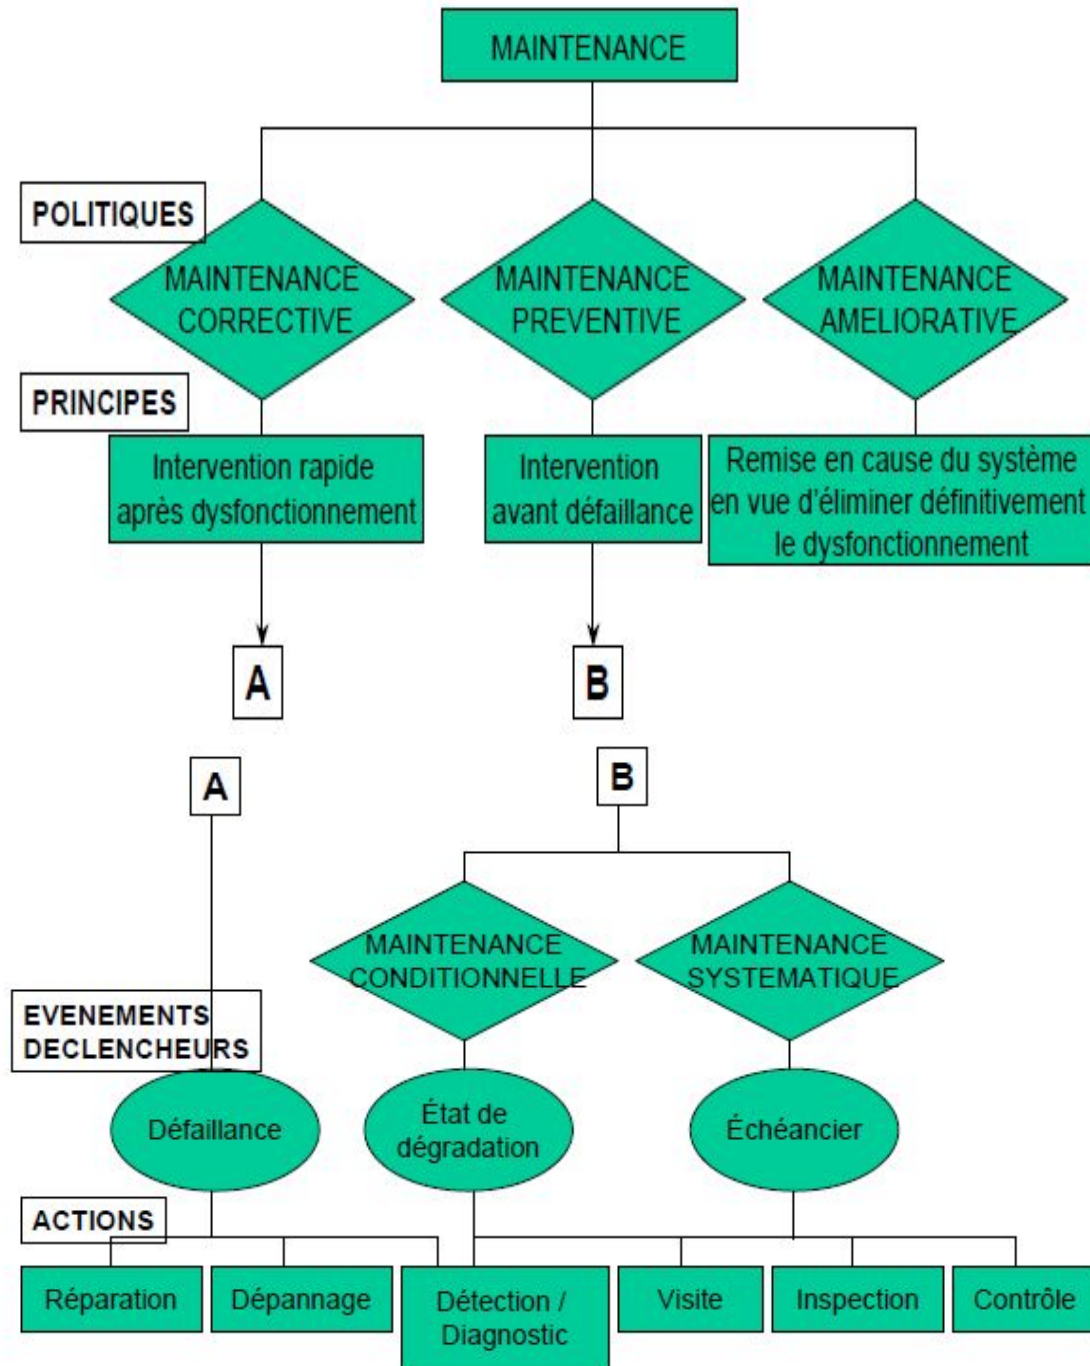 MAINTENANCE
POLITIQUES
MAINTENANCE
CORRECTIVE
MAINTENANCE
PREVENTIVE
MAINTENANCE
AMELIORATIVE
PRINCIPES
Intervention rapide
après dysfonctionnement
Intervention
avant défaillance
Remise en cause du système
en vue d'éliminer définitivement
le dysfonctionnement
A
B
A
B
MAINTENANCE
CONDITIONNELLE
MAINTENANCE
SYSTEMATIQUE
EVENEMENTS
DECLENCHEURS
Défaillance
État de
dégradation
Échéancier
ACTIONS
Réparation
Dépannage
Détection /
Diagnostic
Visite
Inspection
Contrôle